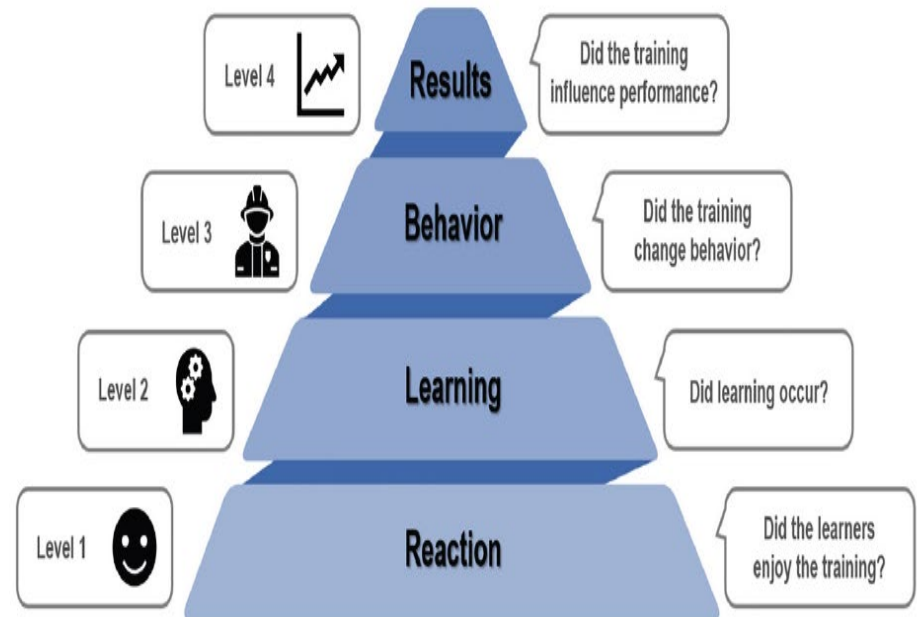 Level 4
Results
Did the training
influence performance?
Level 3
Behavior
Did the training
change behavior?
Level 2
Learning
Did learning occur?
Level 1
Reaction
Did the learners
enjoy the training?